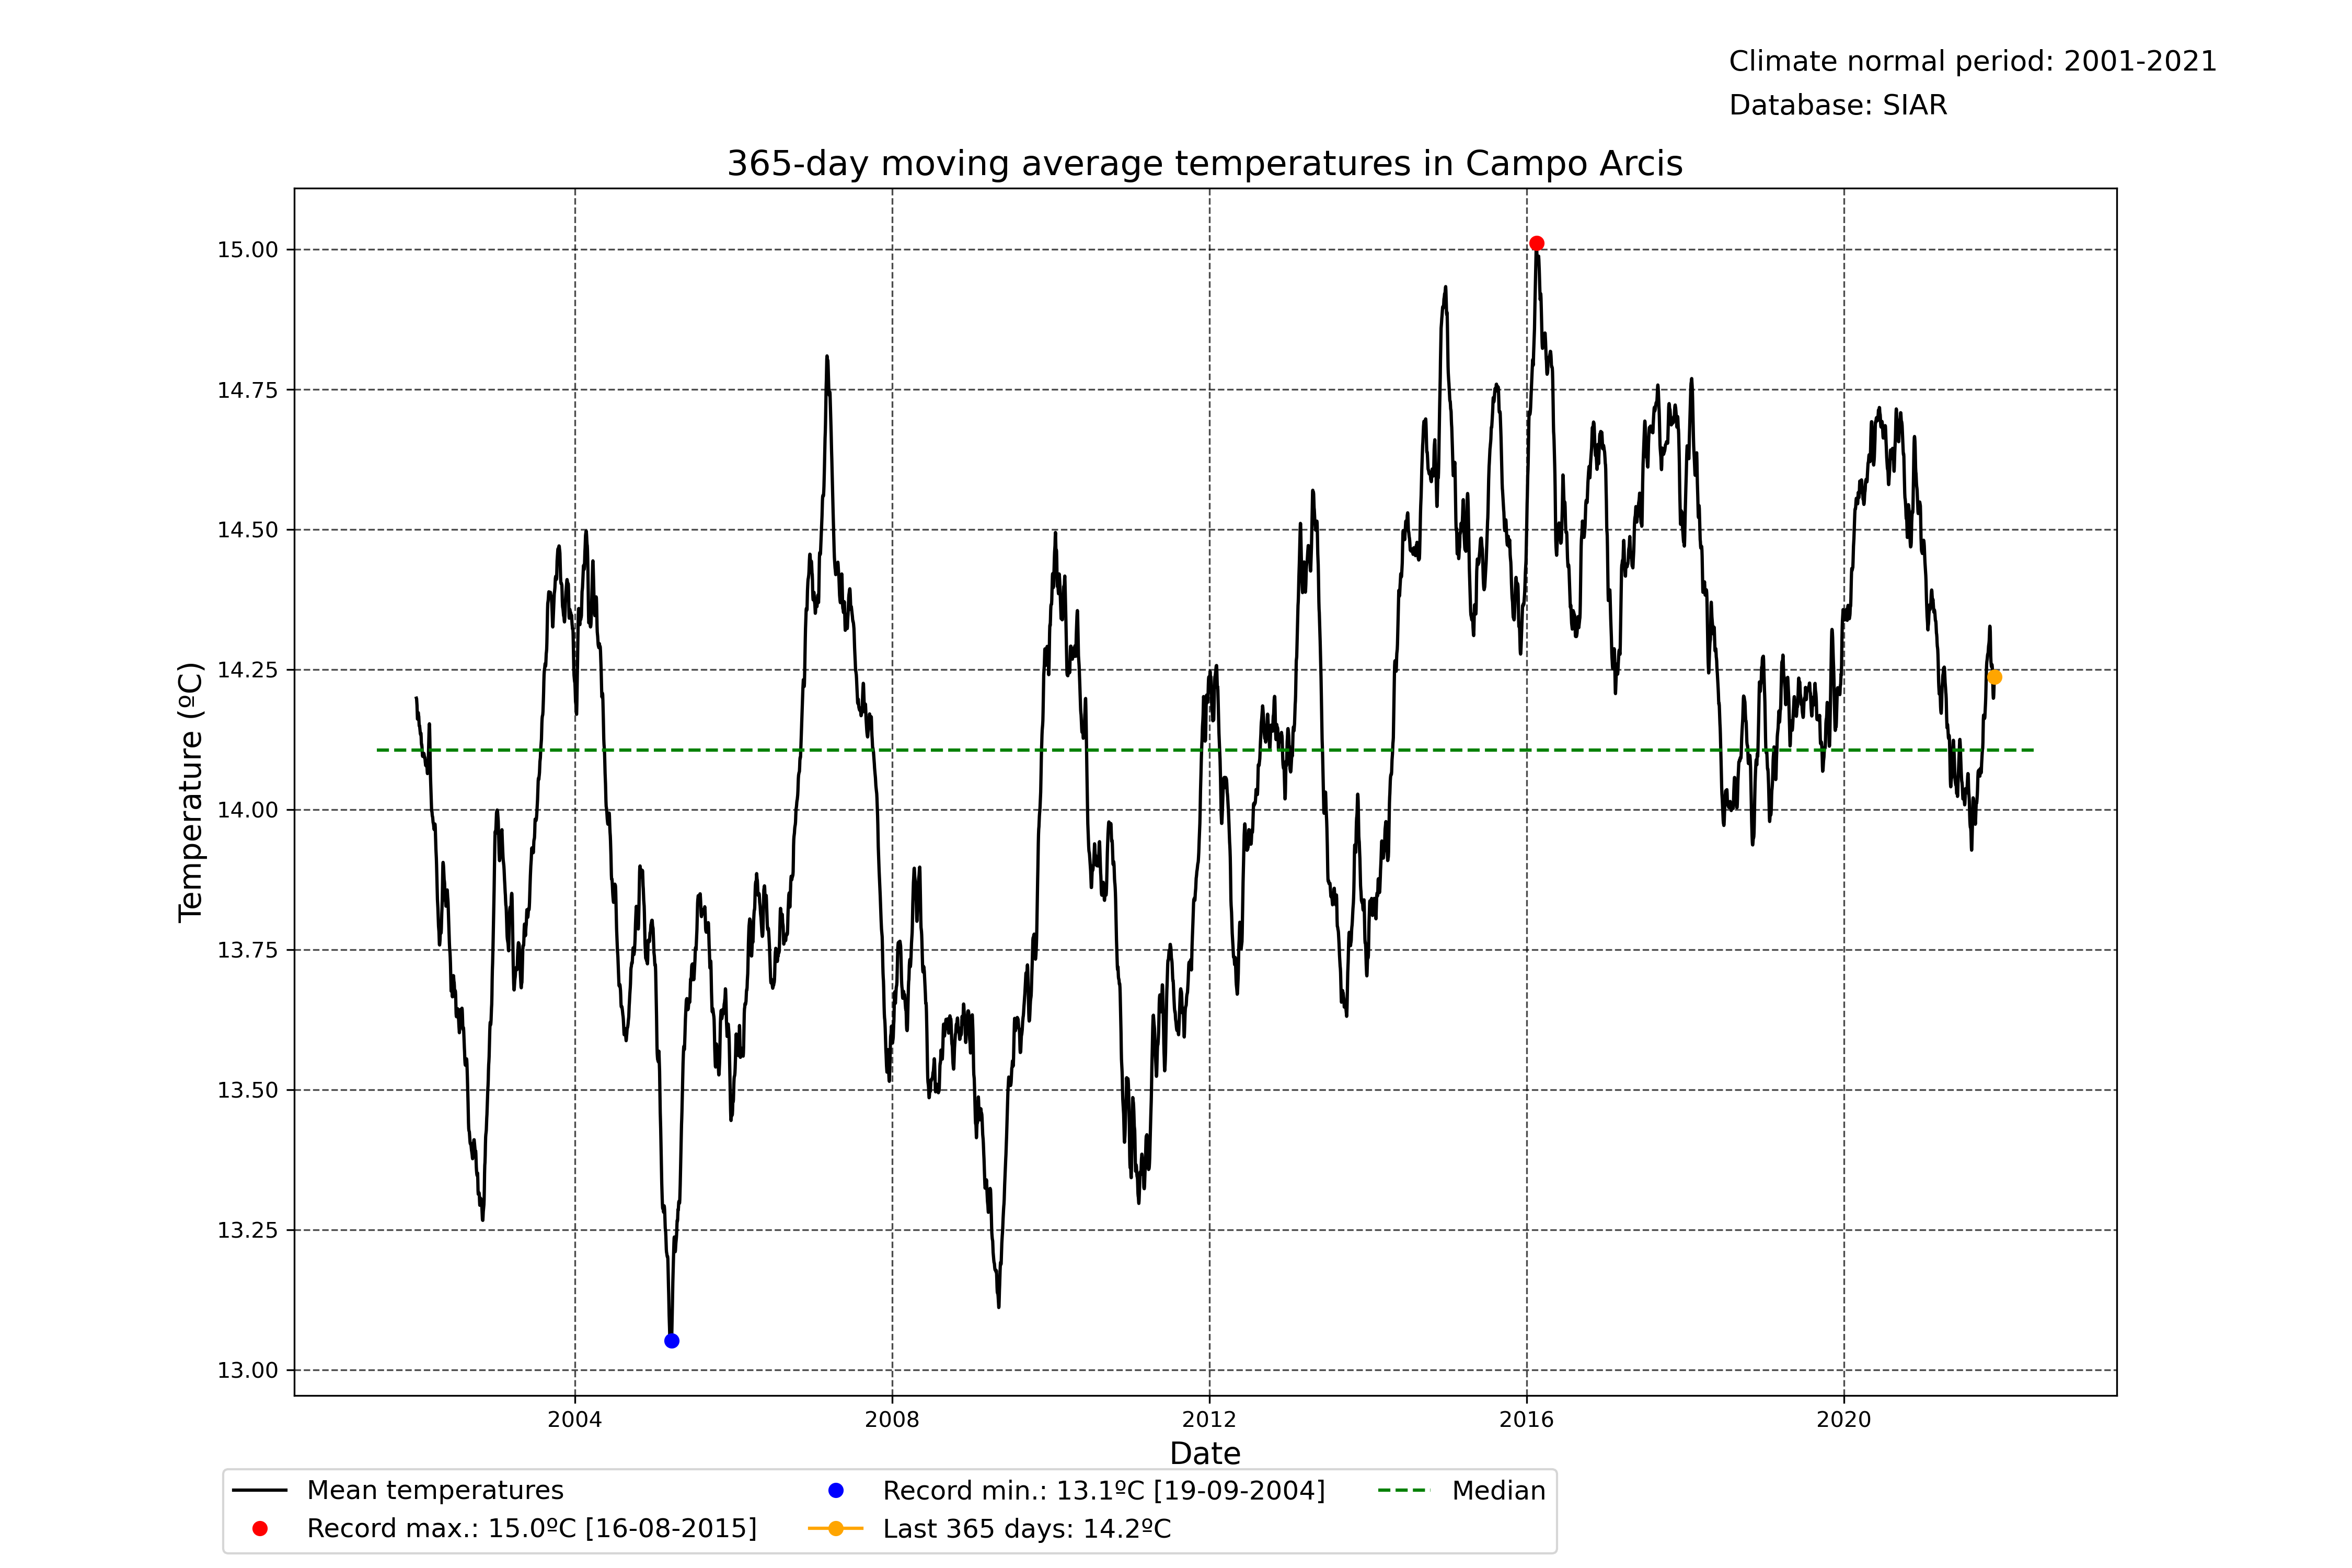 Climate normal period: 2001-2021
Database: SIAR
365-day moving average temperatures in Campo Arcis
Temperature (ºC)
15.00
14.75
14.50
14.25
14.00
13.75
13.50
13.25
13.00
2004 2008 2012 2016 2020
Date
Mean temperatures
Record max.: 15.0ºC [16-08-2015]
Record min.: 13.1ºC [19-09-2004]
Last 365 days: 14.2ºC
Median